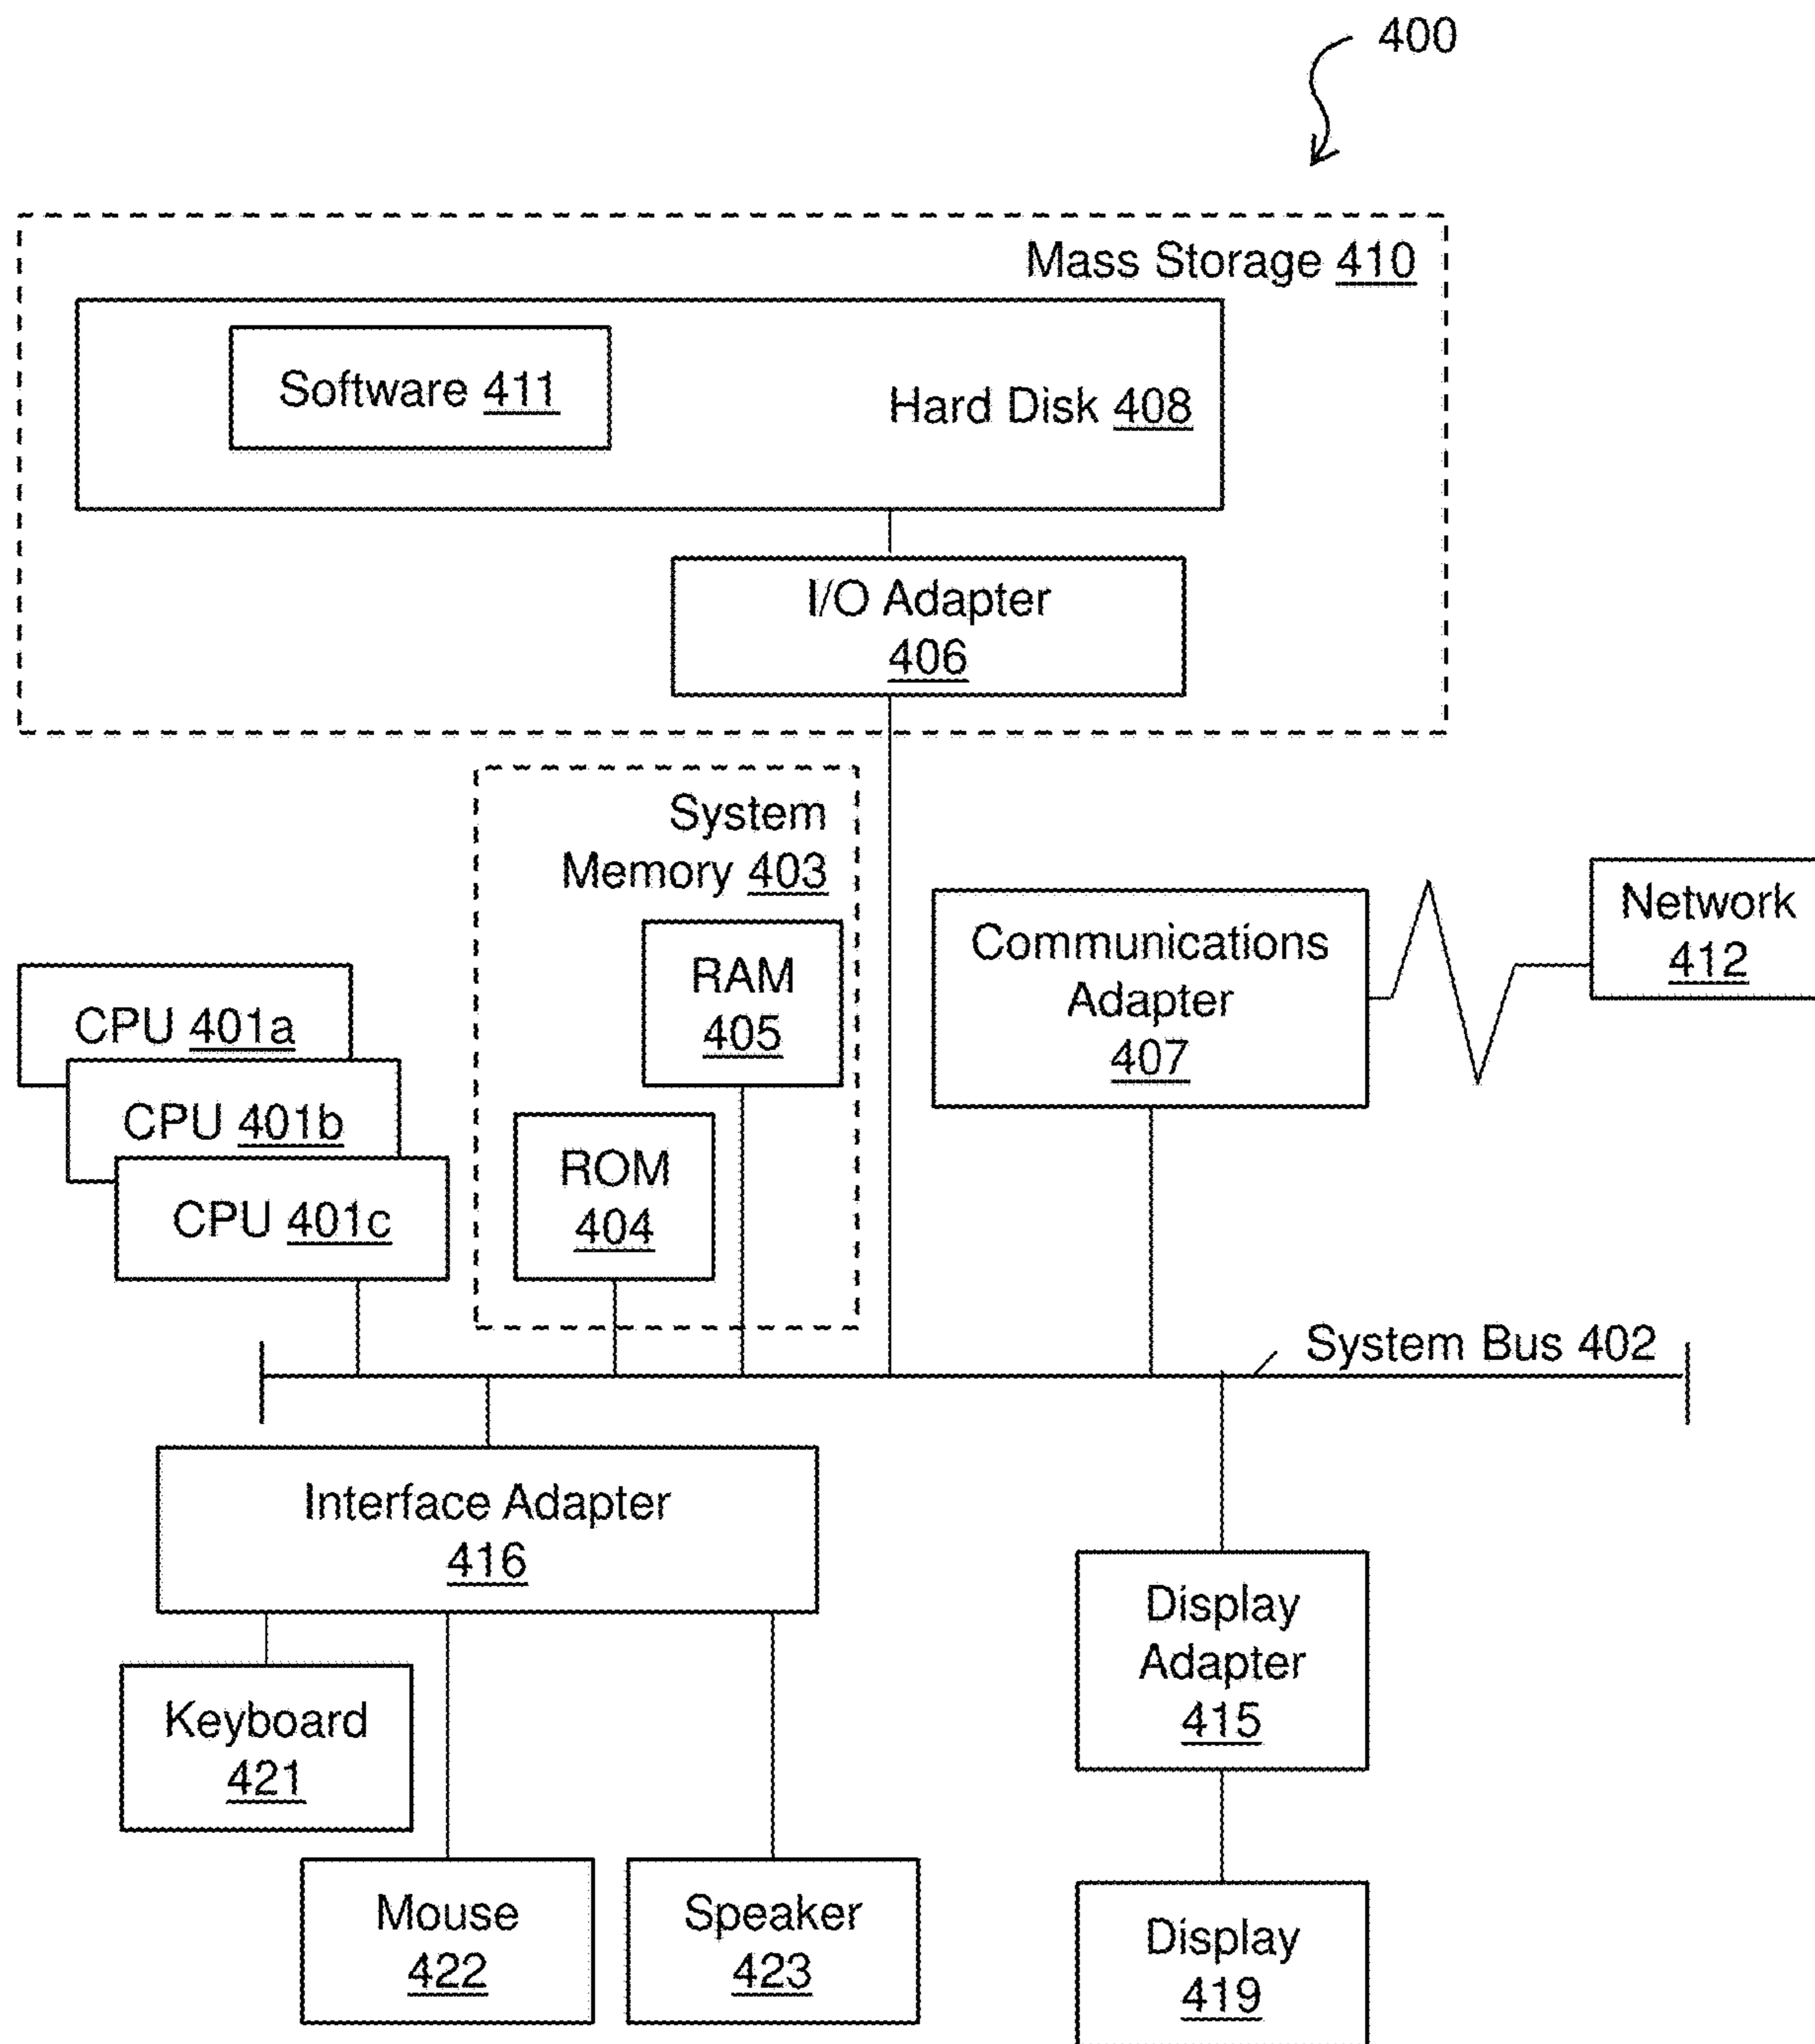 400
Mass Storage 410
Software 411
Hard Disk 408
I/O Adapter
406
System
Memory 403
RAM
405
ROM
404
CPU 401a
CPU 401b
CPU 401c
Communications
Adapter
407
Network
412
System Bus 402
Interface Adapter
416
Keyboard
421
Mouse
422
Speaker
423
Display
Adapter
415
Display
419